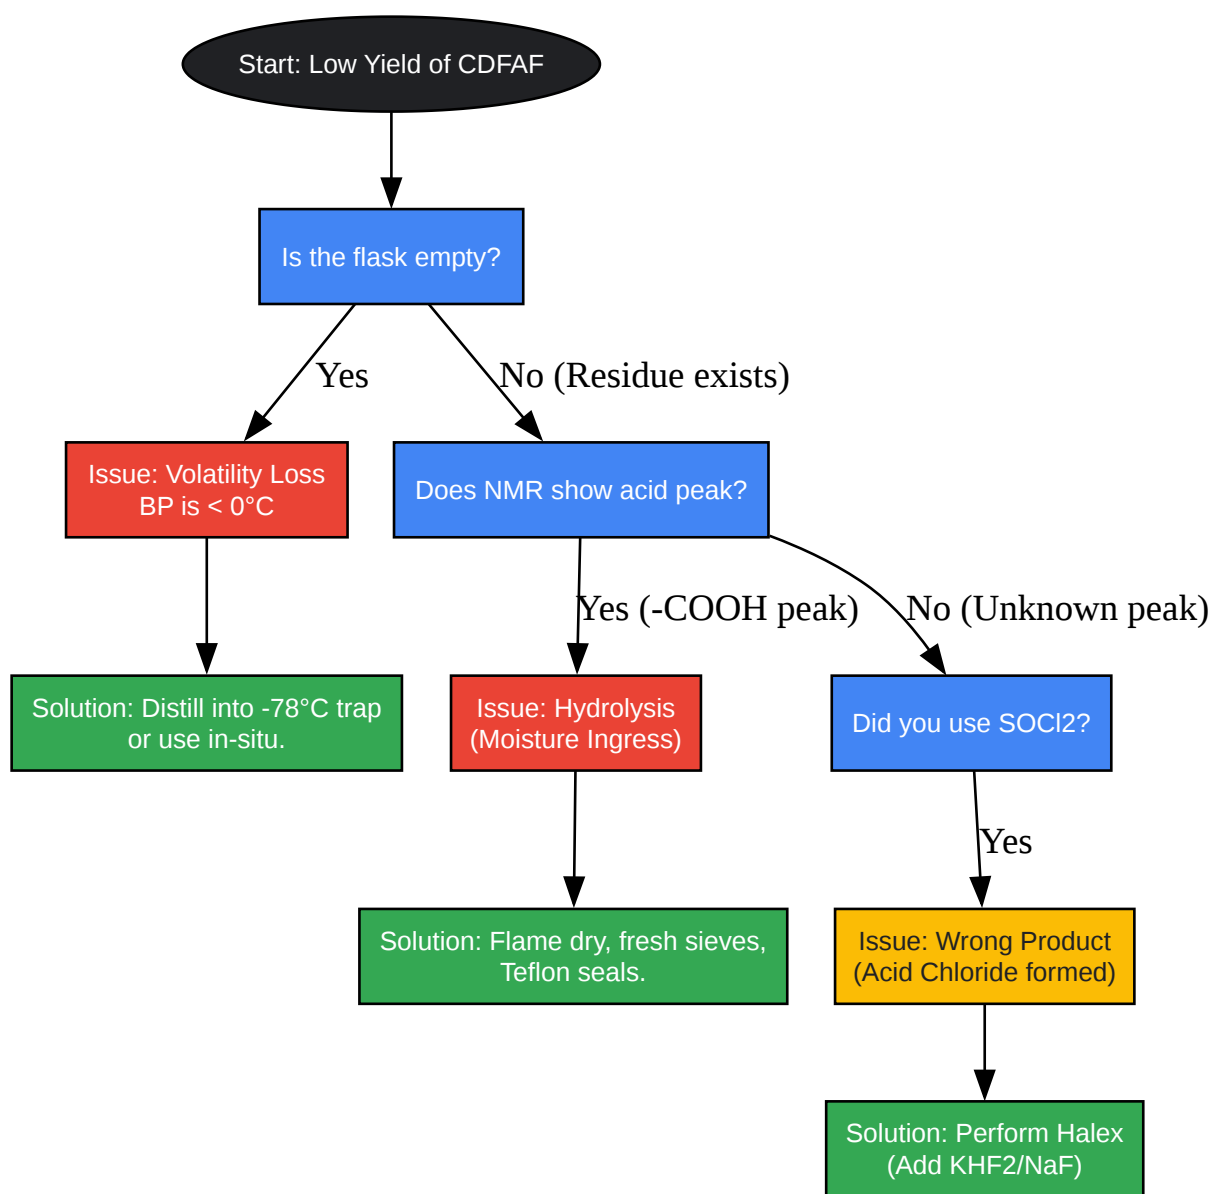 Start: Low Yield of CDFAF
Is the flask empty?
Yes
No (Residue exists)
Issue: Volatility Loss
BP is < 0°C
Does NMR show acid peak?
Yes (-COOH peak)
No (Unknown peak)
Solution: Distill into -78°C trap
or use in-situ.
Issue: Hydrolysis
(Moisture Ingress)
Did you use SOCl2?
Yes
Solution: Flame dry, fresh sieves,
Teflon seals.
Issue: Wrong Product
(Acid Chloride formed)
Solution: Perform Halex
(Add KHF2/NaF)